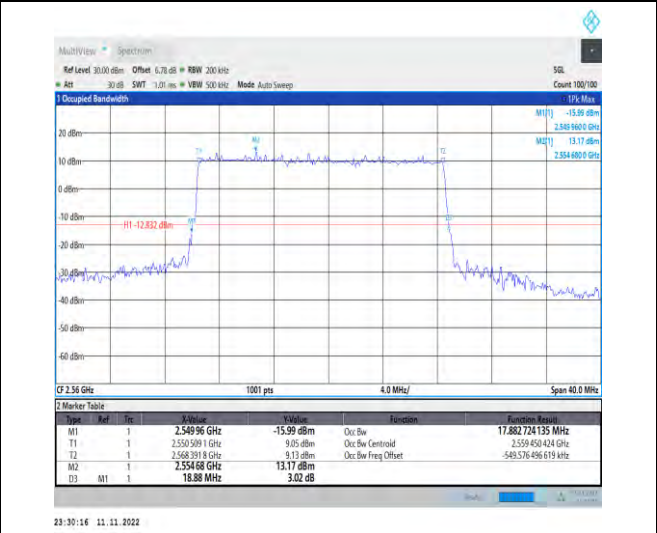 MultiView Spectrum
Ref Level 30.00 dBm Offset 6.78 dB RBW 200 kHz SGL
Att 30 dB SWT 1.01 ms VBW 500 kHz Mode Auto Sweep Count 100/100
1 Occupied Bandwidth 1Pk Max
M1[1] -15.99 dBm
2.549 960 0 GHz
M2[1] 13.17 dBm
2.554 680 0 GHz
20 dBm
M2
T1 T2
10 dBm
0 dBm
-10 dBm
H1 -12.832 dBm M1
-20 dBm
-30 dBm
-40 dBm
-50 dBm
-60 dBm
CF 2.56 GHz 1001 pts 4.0 MHz/ Span 40.0 MHz
2 Marker Table
Type Ref Trc X-Value Y-Value Function Function Result
M1 1 2.549 96 GHz -15.99 dBm Occ Bw 17.882 724 135 MHz
T1 1 2.550 509 1 GHz 9.05 dBm Occ Bw Centroid 2.559 450 424 GHz
T2 1 2.568 391 8 GHz 9.13 dBm Occ Bw Freq Offset -549.576 496 619 kHz
M2 1 2.554 68 GHz 13.17 dBm
D3 M1 1 18.88 MHz 3.02 dB
23:30:16 11.11.2022